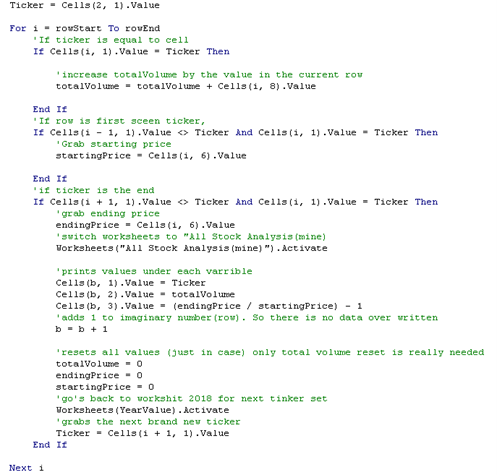 Ticker = Cells(2, 1).Value
For i = rowStart To rowEnd
'If ticker is equal to cell
If Cells(i, 1).Value = Ticker Then
'increase totalVolume by the value in the current row
totalVolume = totalVolume + Cells(i, 8).Value
End If
'If row is first sceen ticker,
If Cells(i - 1, 1).Value <> Ticker And Cells(i, 1).Value = Ticker Then
'Grab starting price
startingPrice = Cells(i, 6).Value
End If
'if ticker is the end
If Cells(i + 1, 1).Value <> Ticker And Cells(i, 1).Value = Ticker Then
'grab ending price
endingPrice = Cells(i, 6).Value
'switch worksheets to "All Stock Analysis(mine)
Worksheets("All Stock Analysis(mine)").Activate
'prints values under each varrible
Cells(b, 1).Value = Ticker
Cells(b, 2).Value = totalVolume
Cells(b, 3).Value = (endingPrice / startingPrice) - 1
'adds 1 to imaginary number(row). So there is no data over written
b = b + 1
'resets all values (just in case) only total volume reset is really needed
totalVolume = 0
endingPrice = 0
startingPrice = 0
'go's back to workshit 2018 for next tinker set
Worksheets(YearValue).Activate
'grabs the next brand new ticker
Ticker = Cells(i + 1, 1).Value
End If
Next i